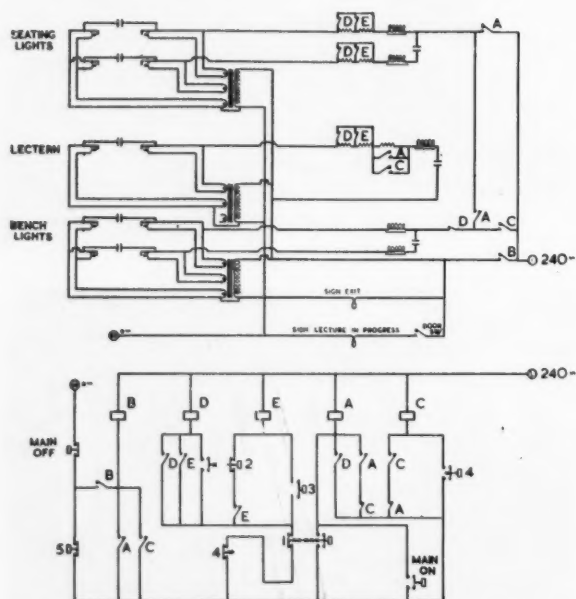 SEATING
LIGHTS
D E
A
D E
LECTERN
D E
A
C
BENCH
LIGHTS
D A C
B
240~
SIGN EXIT
SIGN LECTURE IN PROGRESS
DOOR
SW
240~
B D E A C
MAIN
OFF
B
D E 2 D A C 4
3
E C A
5 A C 4 1
MAIN
ON